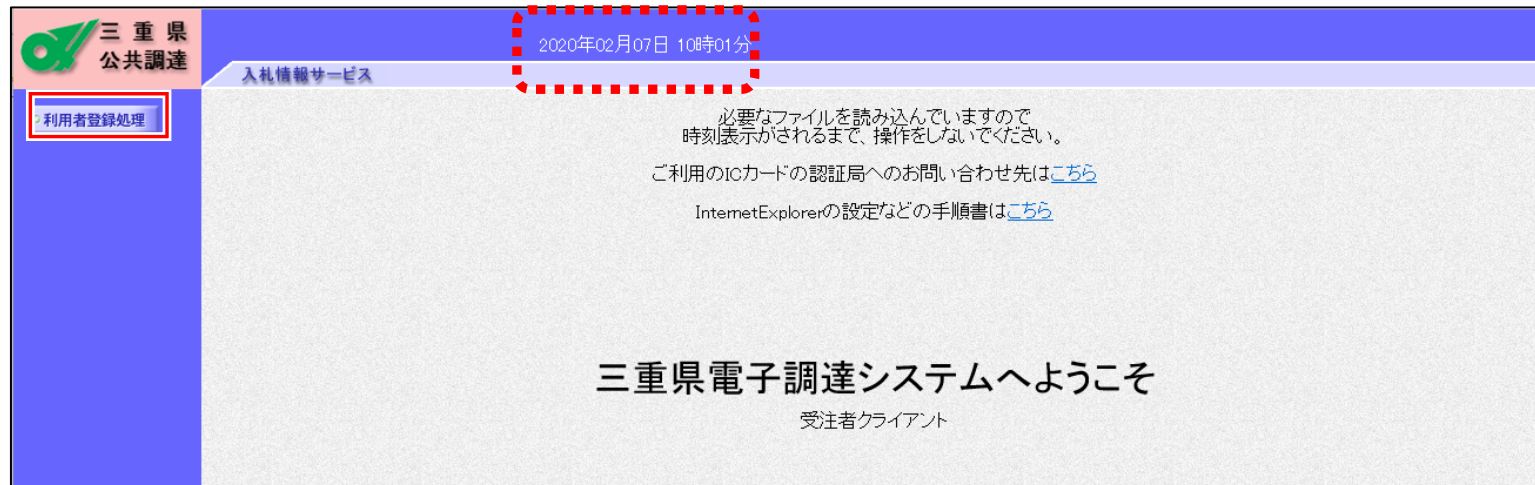 三 重 県
公共調達
2020年02月07日 10時01分
入札情報サービス
利用者登録処理
必要なファイルを読み込んでいますので
時刻表示がされるまで、操作をしないでください。
ご利用のICカードの認証局へのお問い合わせ先はこちら
InternetExplorerの設定などの手順書はこちら
三重県電子調達システムへようこそ
受注者クライアント